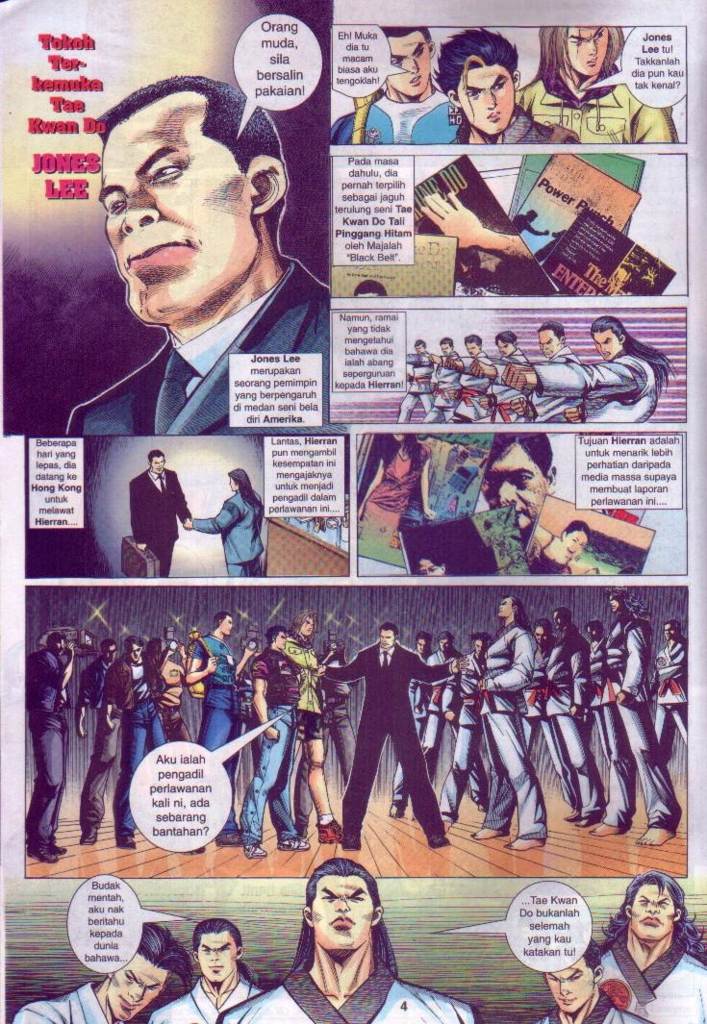 Tokoh
Ter-
kemuka
Tae
Kwan Do
JONES
LEE
Orang
muda,
sila
bersalin
pakaian!
Jones Lee
merupakan
seorang pemimpin
yang berpengaruh
di medan seni bela
diri Amerika.
Eh! Muka
dia tu
macam
biasa aku
tengok!
Jones
Lee tu!
Takkanlah
dia pun kau
tak kenal?
Pada masa
dahulu, dia
pernah terpilih
sebagai jaguh
terulung seni Tae
Kwan Do Tali
Pinggang Hitam
oleh Majalah
"Black Belt".
Power Punch
ENTER
The
Namun, ramai
yang tidak
mengetahui
bahawa dia
ialah abang
seperguruan
kepada Hierran!
Beberapa
hari yang
lepas, dia
datang ke
Hong Kong
untuk
melawat
Hierran....
Lantas, Hierran
pun mengambil
kesempatan ini
mengundangnya
untuk menjadi
pengadil dalam
perlawanan ini....
Tujuan Hierran adalah
untuk menarik lebih
perhatian daripada
media massa supaya
membuat laporan
perlawanan ini....
Aku ialah
pengadil
perlawanan
kali ni, ada
sebarang
bantahan?
Budak
mentah,
aku nak
beritahu
kepada
dunia
bahawa...
...Tae Kwan
Do bukanlah
selemah
yang kau
katakan tu!
4